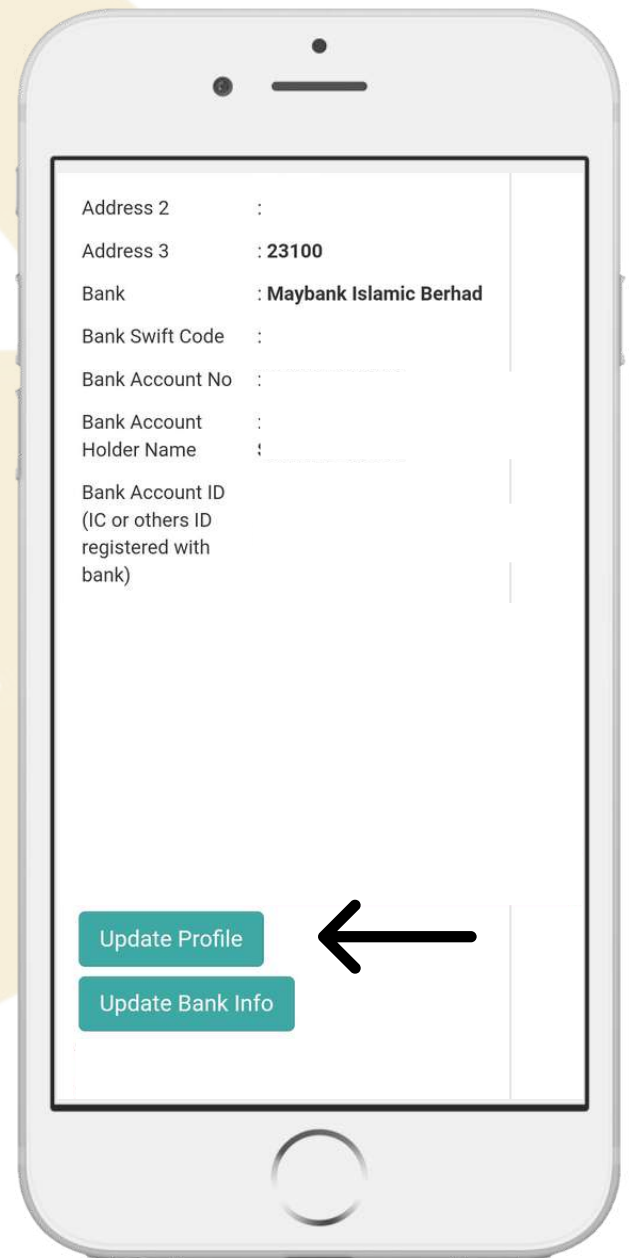 Address 2 :
Address 3 : 23100
Bank : Maybank Islamic Berhad
Bank Swift Code :
Bank Account No :
Bank Account :
Holder Name
Bank Account ID
(IC or others ID
registered with
bank)
Update Profile
Update Bank Info